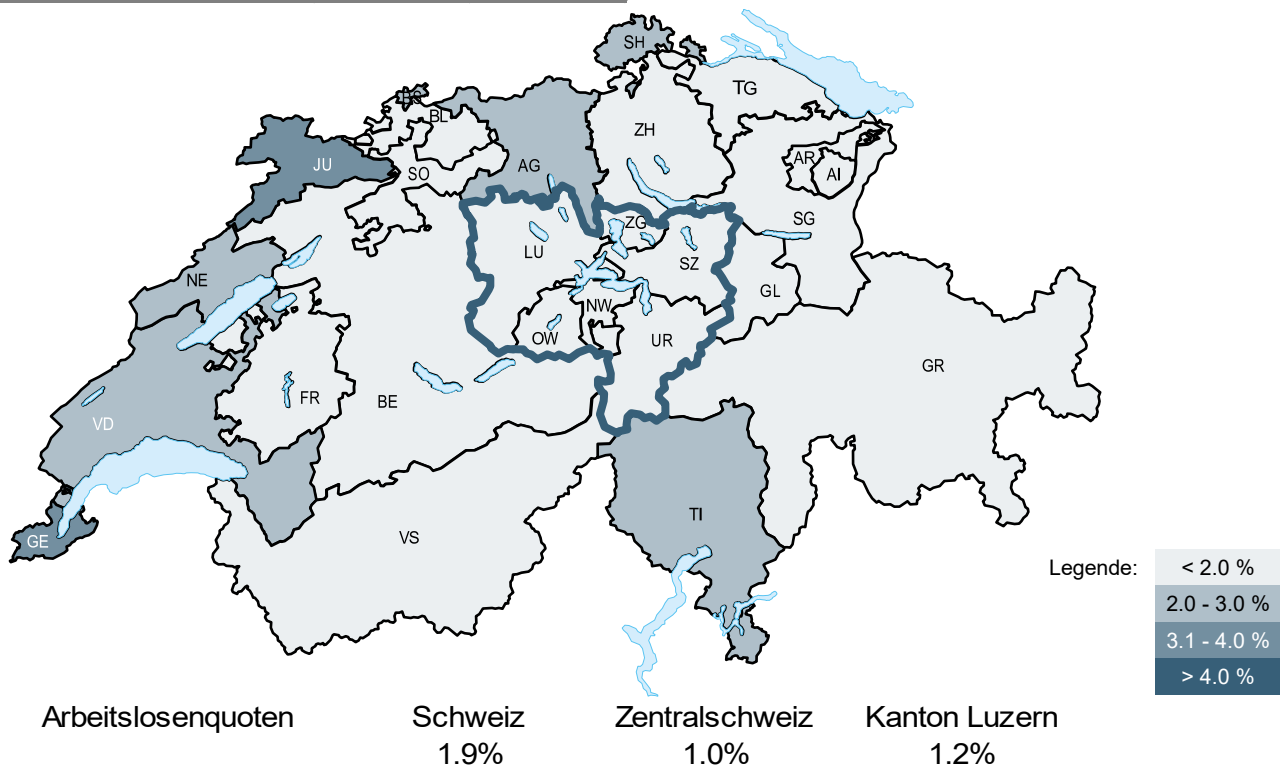 SH
TG
BS
BL
ZH
JU
SO
AG
AR
AI
SG
ZG
LU
SZ
NE
GL
NW
OW
UR
GR
FR
BE
VD
TI
VS
GE
Legende:
< 2.0 %
2.0 - 3.0 %
3.1 - 4.0 %
> 4.0 %
Arbeitslosenquoten Schweiz Zentralschweiz Kanton Luzern
1.9% 1.0% 1.2%